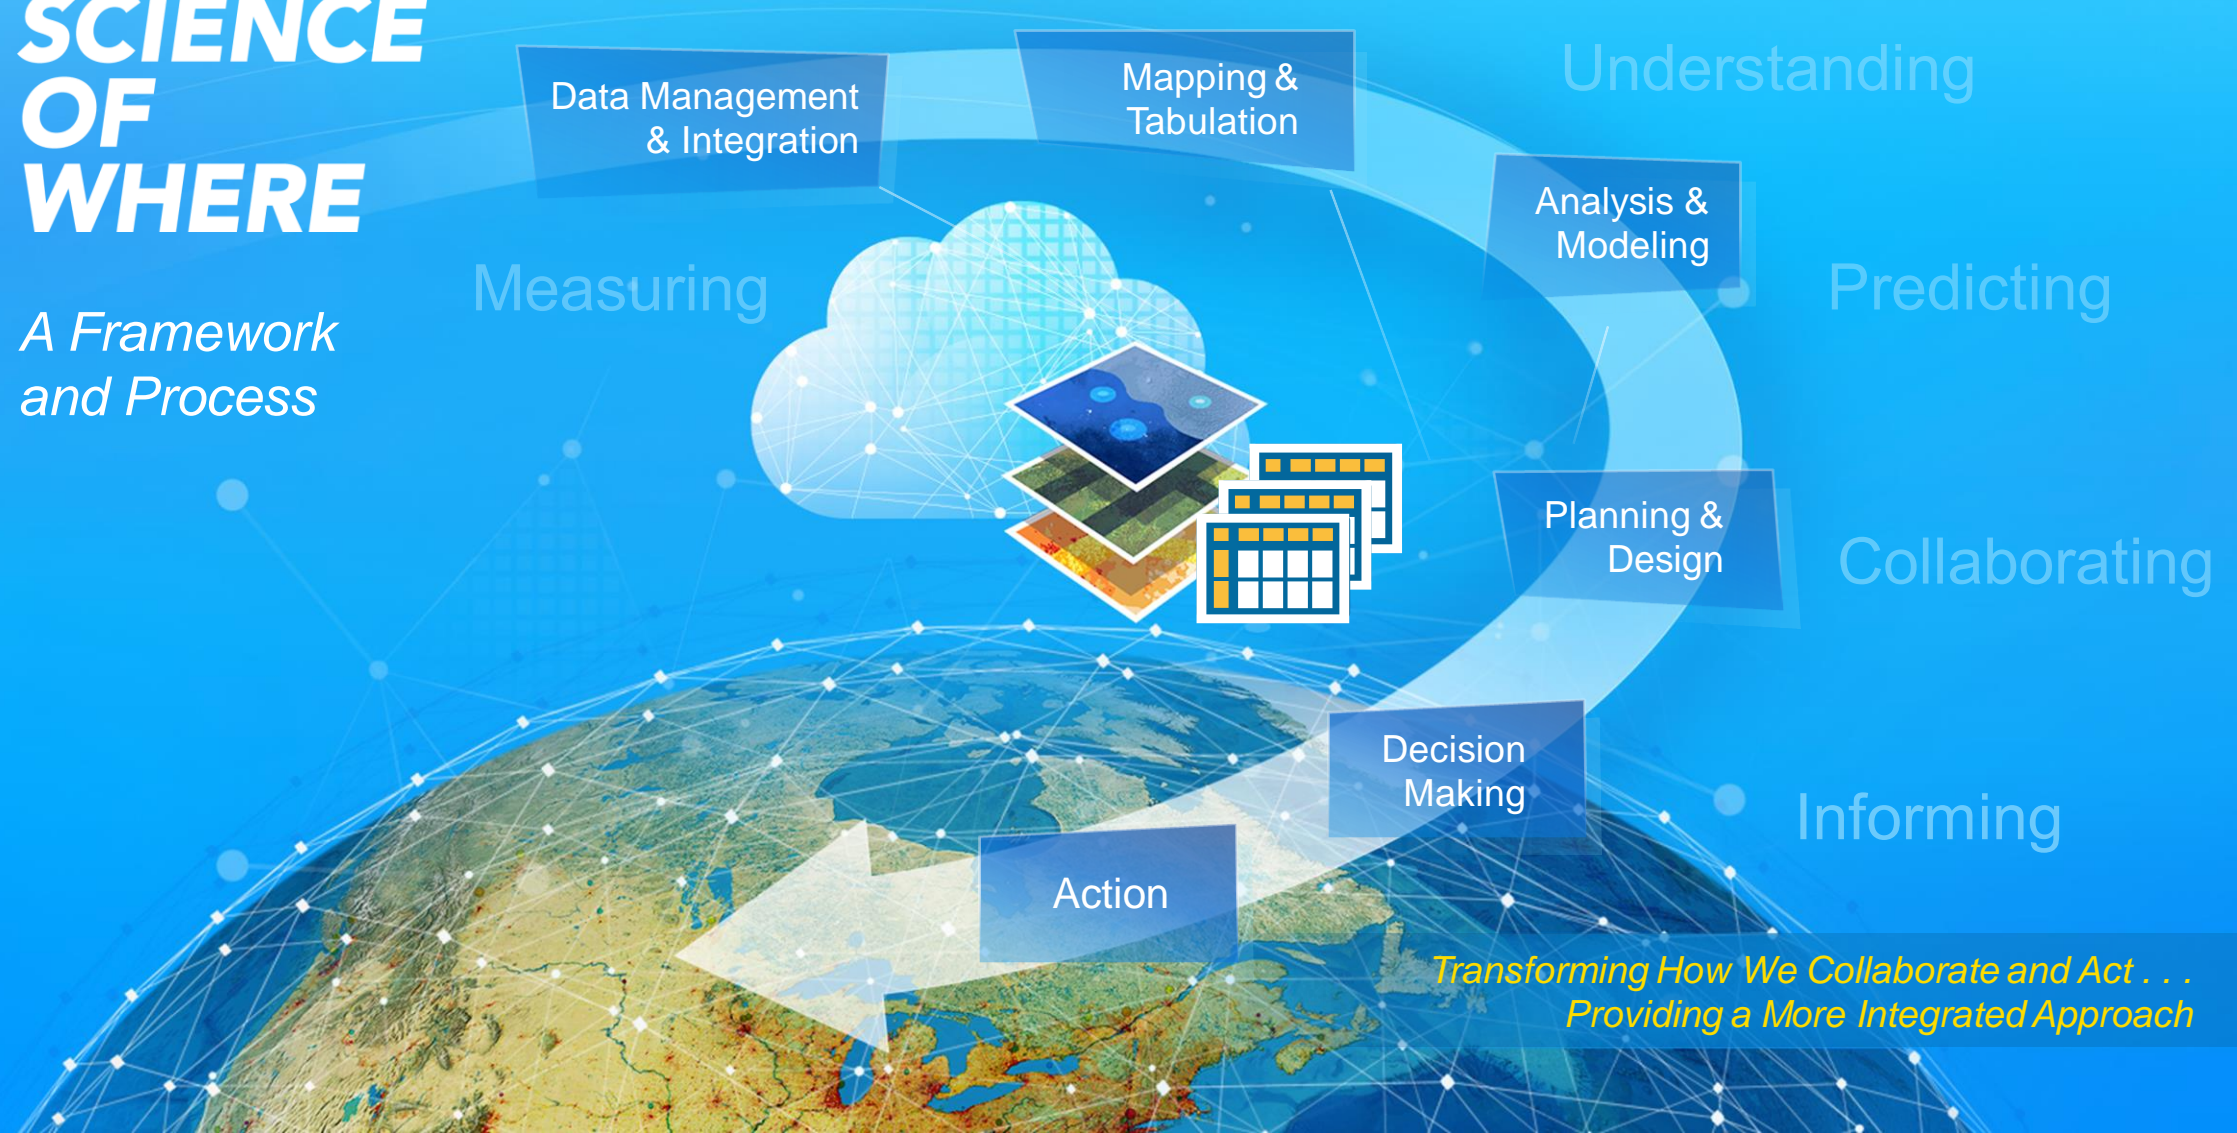 SCIENCE
OF
WHERE
A Framework
and Process
Data Management
& Integration
Mapping &
Tabulation
Analysis &
Modeling
Planning &
Design
Decision
Making
Action
Measuring
Understanding
Predicting
Collaborating
Informing
Transforming How We Collaborate and Act . . .
Providing a More Integrated Approach